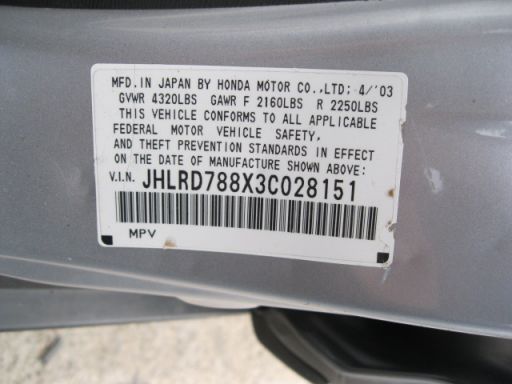 MFD. IN JAPAN BY HONDA MOTOR CO., LTD; 4/'03
GVWR 4320LBS GAWR F 2160LBS R 2250LBS
THIS VEHICLE CONFORMS TO ALL APPLICABLE
FEDERAL MOTOR VEHICLE SAFETY,
AND THEFT PREVENTION STANDARDS IN EFFECT
ON THE DATE OF MANUFACTURE SHOWN ABOVE:
V.I.N. JHLRD788X3C028151
MPV